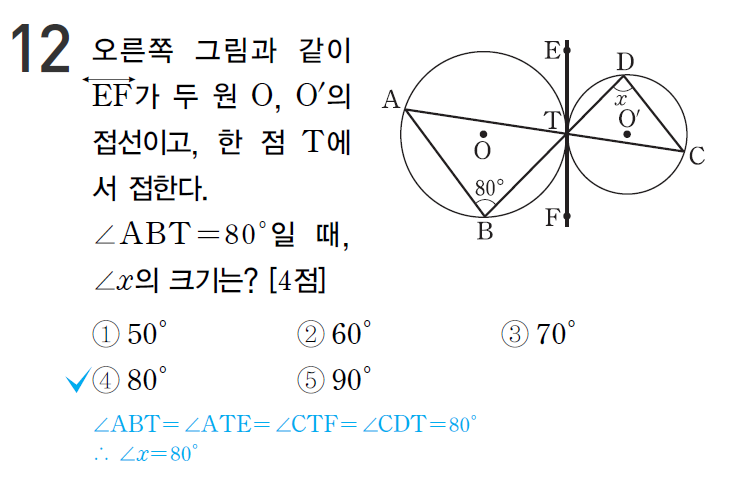 12 오른쪽 그림과 같이
EF가 두 원 O, O′의
접선이고, 한 점 T에
서 접한다.
∠ABT=80°일 때,
∠x의 크기는? [4점]
E
D
A
x
T
O′
O
C
80°
F
B
① 50° ② 60° ③ 70°
④ 80° ⑤ 90°
∠ABT=∠ATE=∠CTF=∠CDT=80°
∴ ∠x=80°